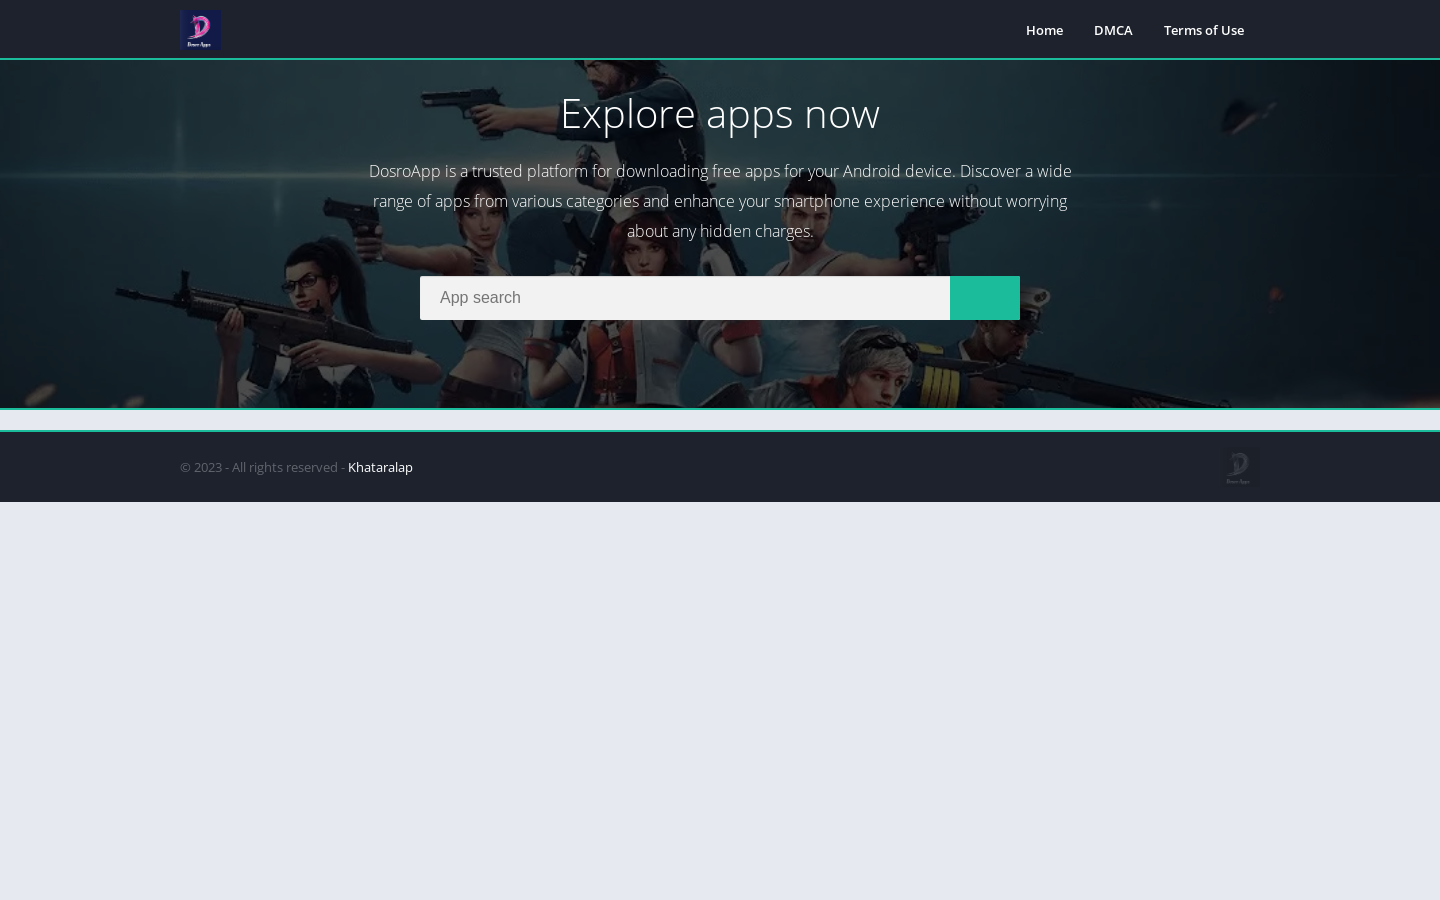 Dosro Apps
Home
DMCA
Terms of Use
Explore apps now
DosroApp is a trusted platform for downloading free apps for your Android device. Discover a wide
range of apps from various categories and enhance your smartphone experience without worrying
about any hidden charges.
App search
© 2023 - All rights reserved - Khataralap
Dosro Apps